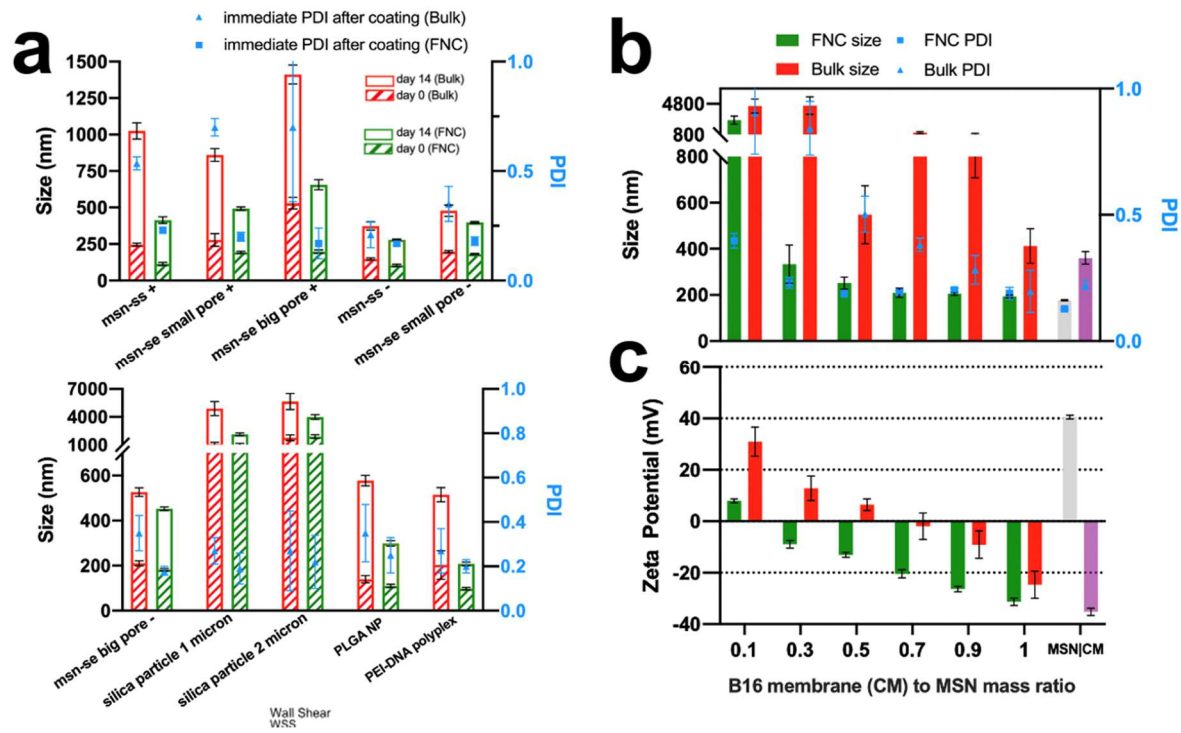 a
immediate PDI after coating (Bulk)
immediate PDI after coating (FNC)
day 14 (Bulk)
day 0 (Bulk)
day 14 (FNC)
day 0 (FNC)
1500
1250
1000
750
500
250
0
Size (nm)
1.0
0.5
0.0
PDI
msn-ss +
msn-se small pore +
msn-se big pore +
msn-ss -
msn-se small pore -
7000
4000
1000
600
400
200
0
Size (nm)
1.0
0.8
0.6
0.4
0.2
0.0
PDI
msn-se big pore -
silica particle 1 micron
silica particle 2 micron
PLGA NP
PEI-DNA polyplex
Wall Shear
WSS
b
FNC size
FNC PDI
Bulk size
Bulk PDI
4800
800
800
600
400
200
0
Size (nm)
1.0
0.5
0.0
PDI
c
60
40
20
0
-20
-40
Zeta Potential (mV)
0.1 0.3 0.5 0.7 0.9 1 MSN|CM
B16 membrane (CM) to MSN mass ratio